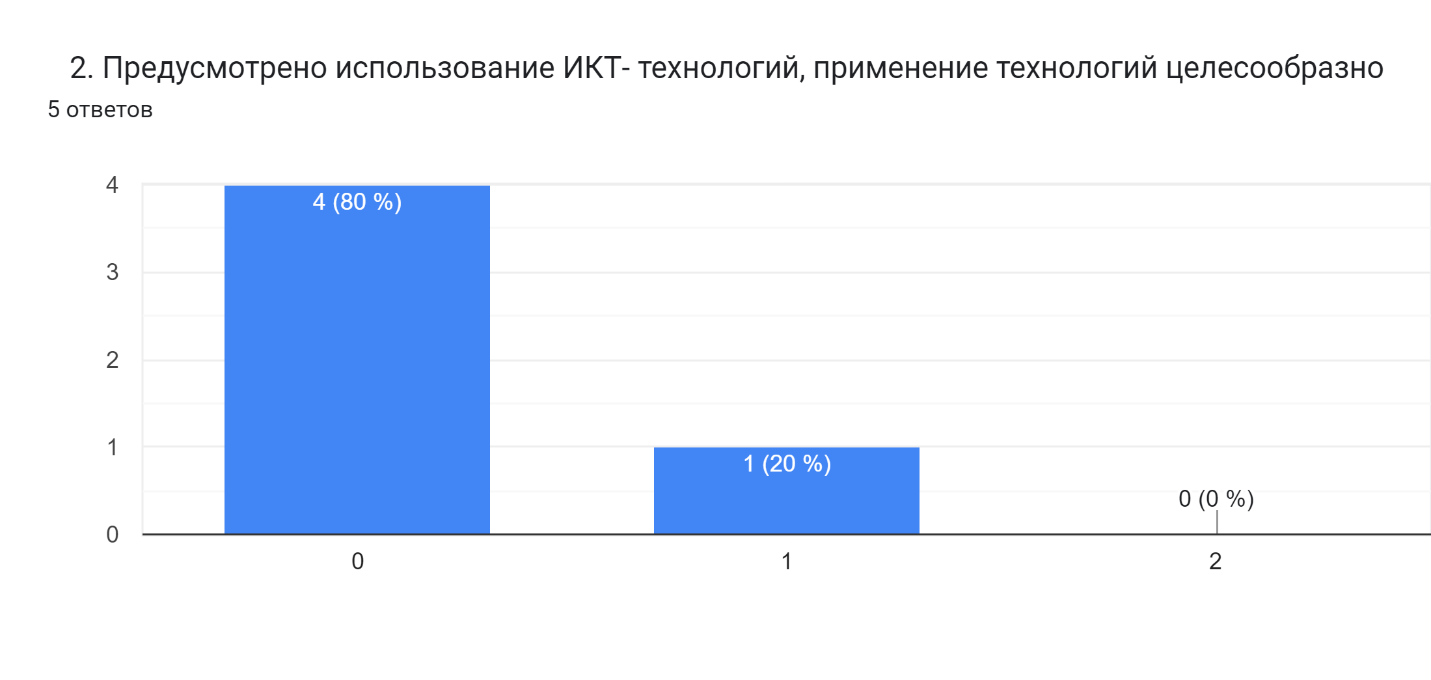 2. Предусмотрено использование ИКТ- технологий, применение технологий целесообразно
5 ответов
4
4 (80 %)
3
2
1
1 (20 %)
0 (0 %)
0
0
1
2